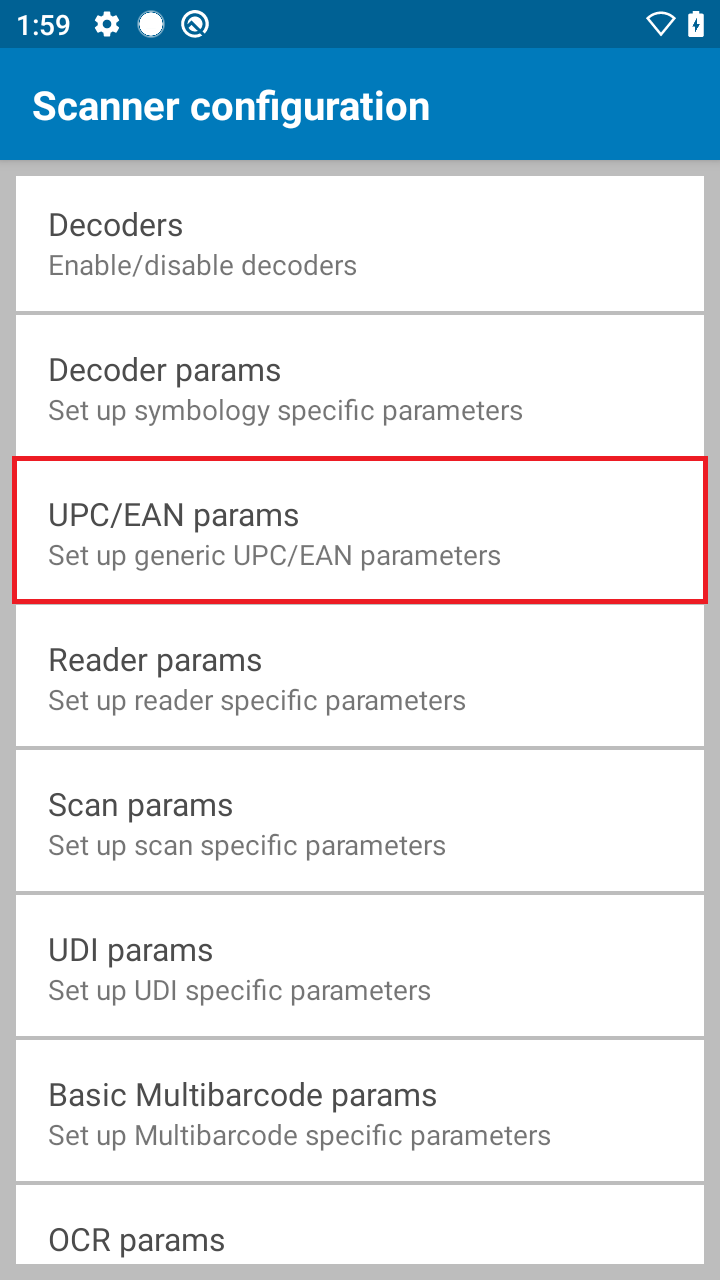 1:59
Scanner configuration
Decoders
Enable/disable decoders
Decoder params
Set up symbology specific parameters
UPC/EAN params
Set up generic UPC/EAN parameters
Reader params
Set up reader specific parameters
Scan params
Set up scan specific parameters
UDI params
Set up UDI specific parameters
Basic Multibarcode params
Set up Multibarcode specific parameters
OCR params